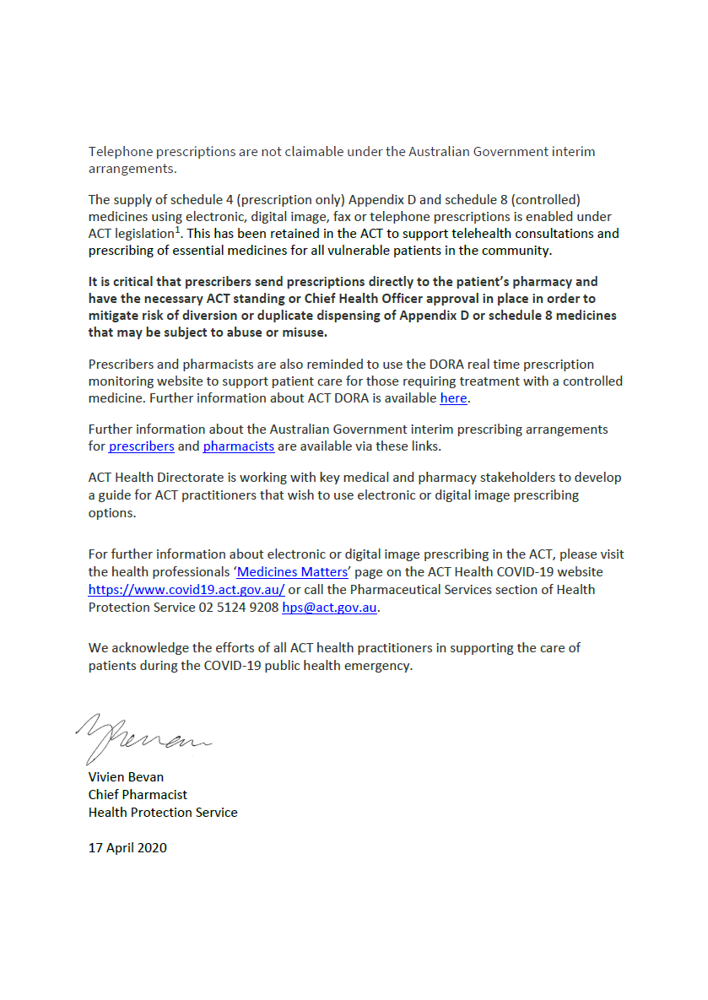 Telephone prescriptions are not claimable under the Australian Government interim
arrangements.
The supply of schedule 4 (prescription only) Appendix D and schedule 8 (controlled)
medicines using electronic, digital image, fax or telephone prescriptions is enabled under
ACT legislation¹. This has been retained in the ACT to support telehealth consultations and
prescribing of essential medicines for all vulnerable patients in the community.
It is critical that prescribers send prescriptions directly to the patient’s pharmacy and
have the necessary ACT standing or Chief Health Officer approval in place in order to
mitigate risk of diversion or duplicate dispensing of Appendix D or schedule 8 medicines
that may be subject to abuse or misuse.
Prescribers and pharmacists are also reminded to use the DORA real time prescription
monitoring website to support patient care for those requiring treatment with a controlled
medicine. Further information about ACT DORA is available here.
Further information about the Australian Government interim prescribing arrangements
for prescribers and pharmacists are available via these links.
ACT Health Directorate is working with key medical and pharmacy stakeholders to develop
a guide for ACT practitioners that wish to use electronic or digital image prescribing
options.
For further information about electronic or digital image prescribing in the ACT, please visit
the health professionals ‘Medicines Matters’ page on the ACT Health COVID-19 website
https://www.covid19.act.gov.au/ or call the Pharmaceutical Services section of Health
Protection Service 02 5124 9208 hps@act.gov.au.
We acknowledge the efforts of all ACT health practitioners in supporting the care of
patients during the COVID-19 public health emergency.
Vivien Bevan
Chief Pharmacist
Health Protection Service
17 April 2020